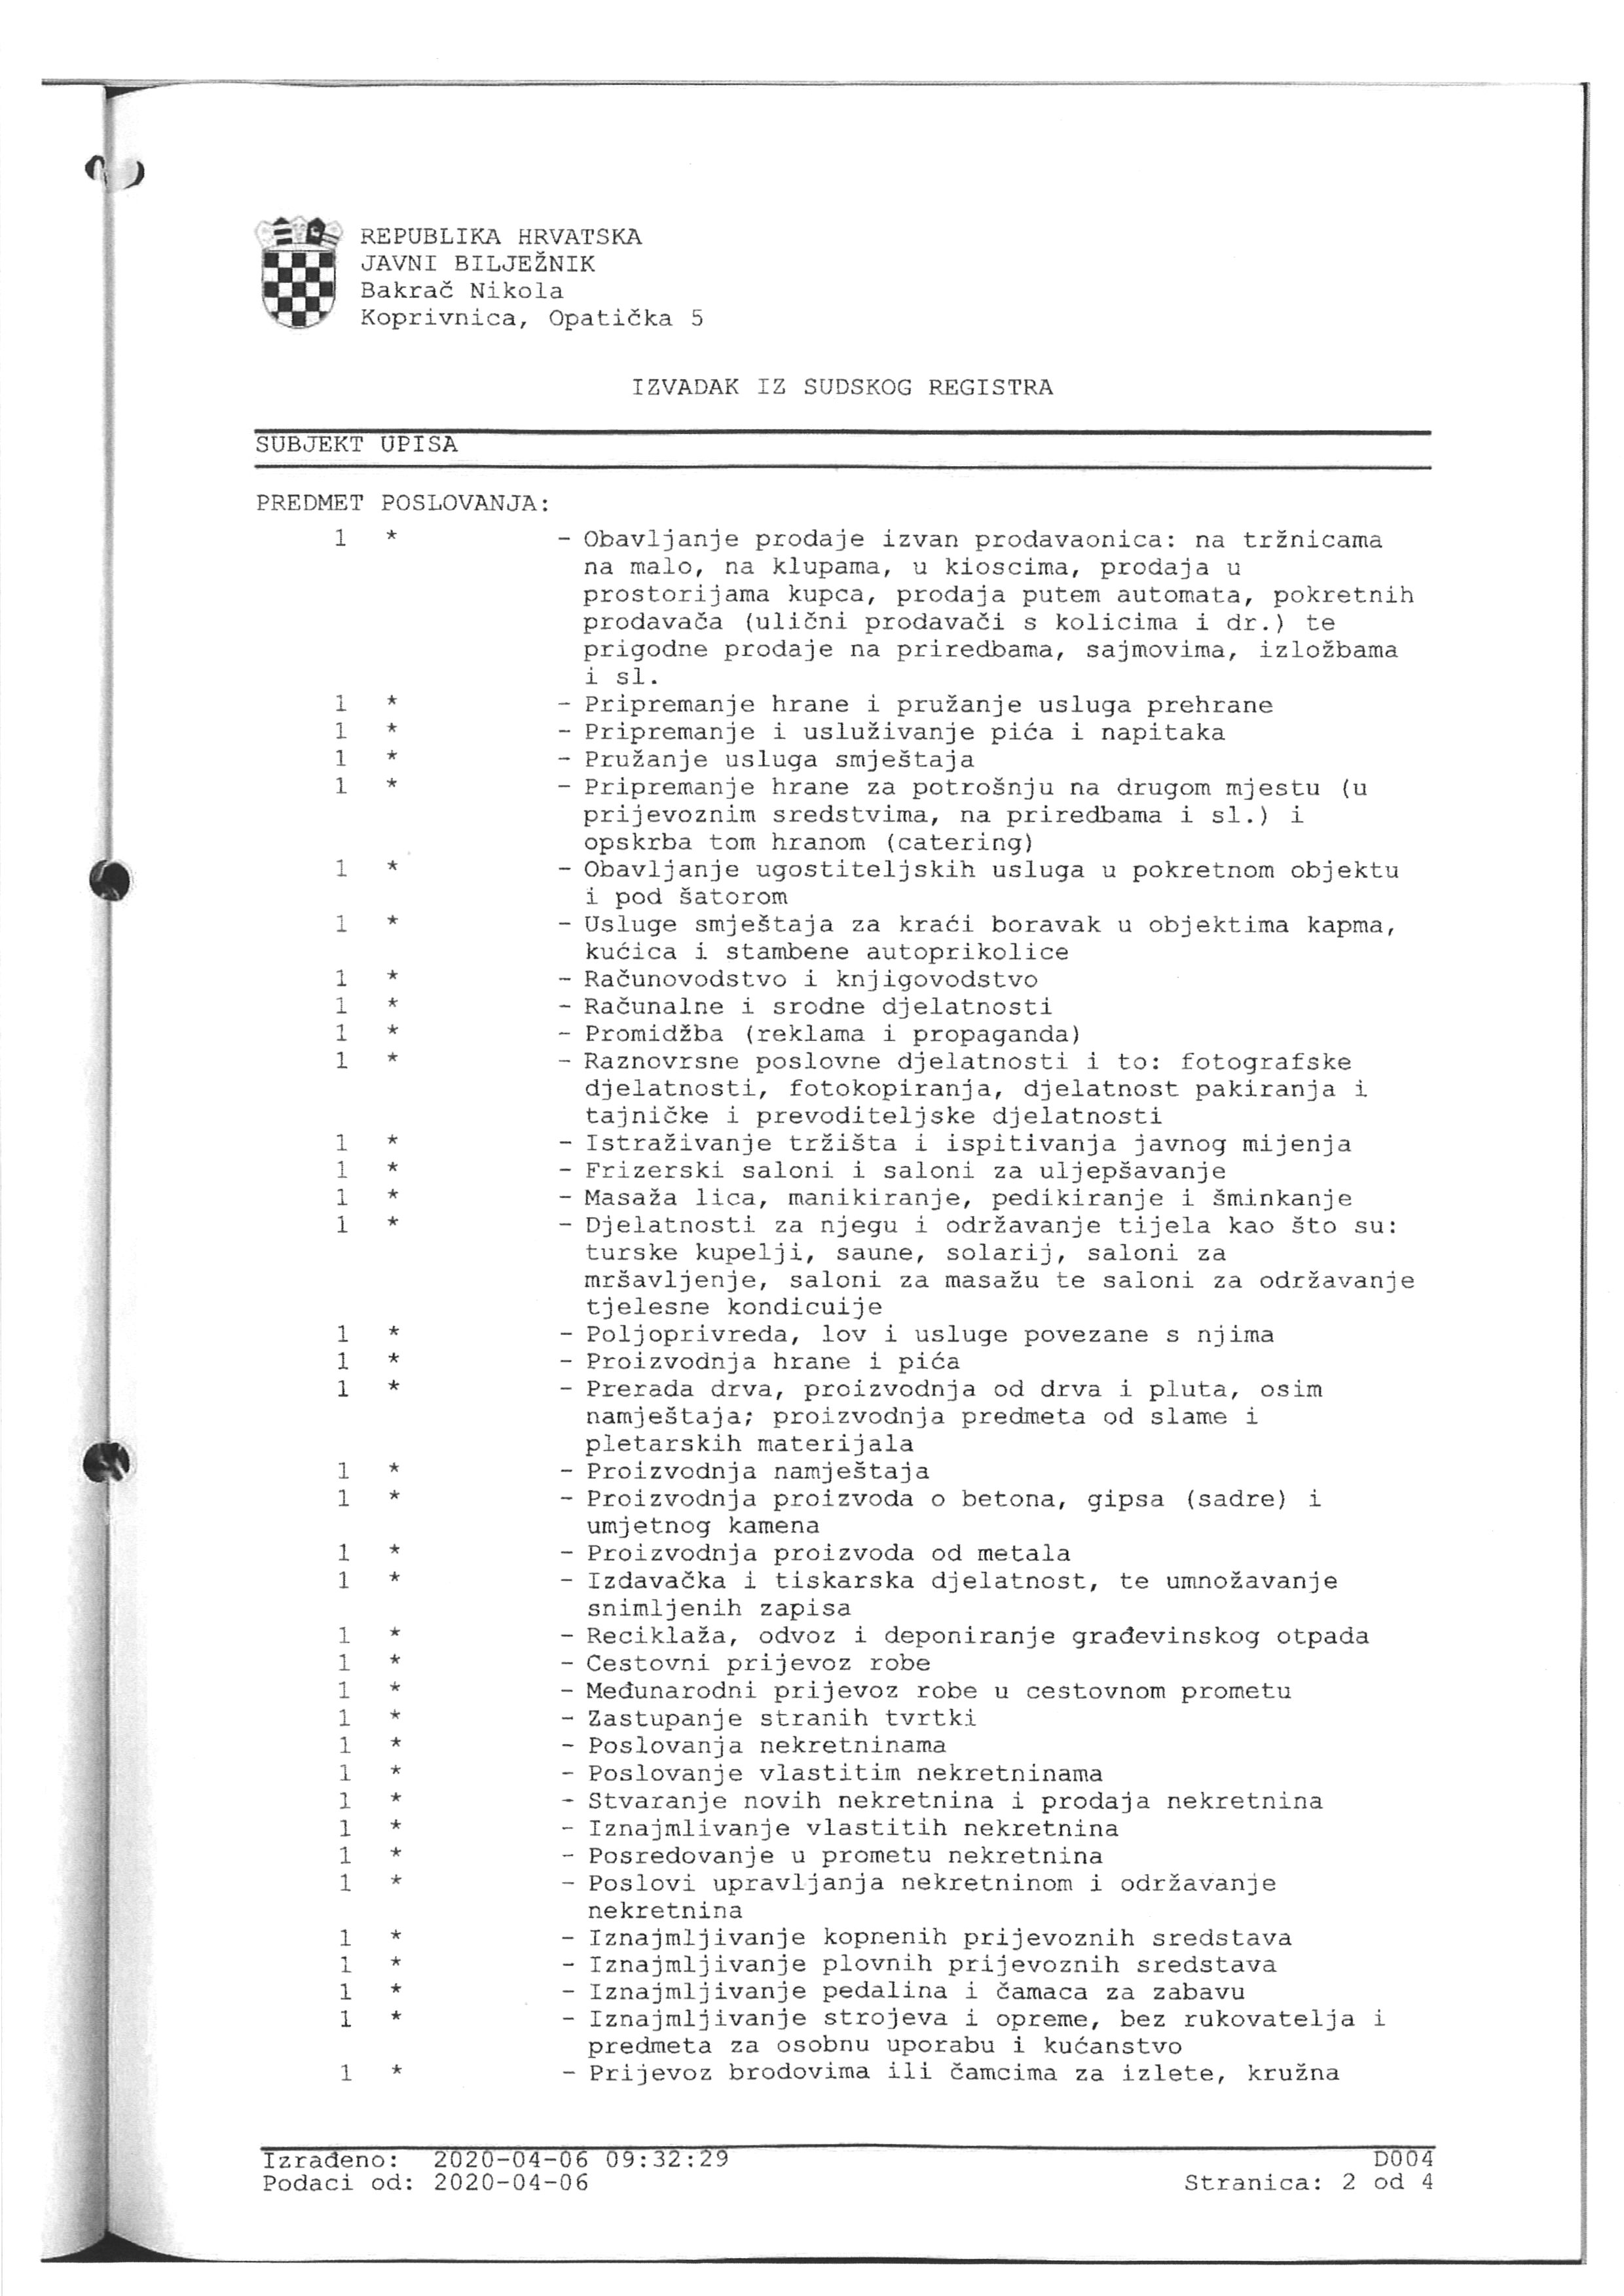 REPUBLIKA HRVATSKA
JAVNI BILJEŽNIK
Bakrač Nikola
Koprivnica, Opatička 5
IZVADAK IZ SUDSKOG REGISTRA
SUBJEKT UPISA
PREDMET POSLOVANJA:
1 * - Obavljanje prodaje izvan prodavaonica: na tržnicama
na malo, na klupama, u kioscima, prodaja u
prostorijama kupca, prodaja putem automata, pokretnih
prodavača (ulični prodavači s kolicima i dr.) te
prigodne prodaje na priredbama, sajmovima, izložbama
i sl.
1 * - Pripremanje hrane i pružanje usluga prehrane
1 * - Pripremanje i usluživanje pića i napitaka
1 * - Pružanje usluga smještaja
1 * - Pripremanje hrane za potrošnju na drugom mjestu (u
prijevoznim sredstvima, na priredbama i sl.) i
opskrba tom hranom (catering)
1 * - Obavljanje ugostiteljskih usluga u pokretnom objektu
i pod šatorom
1 * - Usluge smještaja za kraći boravak u objektima kapma,
kućica i stambene autoprikolice
1 * - Računovodstvo i knjigovodstvo
1 * - Računalne i srodne djelatnosti
1 * - Promidžba (reklama i propaganda)
1 * - Raznovrsne poslovne djelatnosti i to: fotografske
djelatnosti, fotokopiranja, djelatnost pakiranja i
tajničke i prevoditeljske djelatnosti
1 * - Istraživanje tržišta i ispitivanja javnog mijenja
1 * - Frizerski saloni i saloni za uljepšavanje
1 * - Masaža lica, manikiranje, pedikiranje i šminkanje
1 * - Djelatnosti za njegu i održavanje tijela kao što su:
turske kupelji, saune, solarij, saloni za
mršavljenje, saloni za masažu te saloni za održavanje
tjelesne kondicuije
1 * - Poljoprivreda, lov i usluge povezane s njima
1 * - Proizvodnja hrane i pića
1 * - Prerada drva, proizvodnja od drva i pluta, osim
namještaja; proizvodnja predmeta od slame i
pletarskih materijala
1 * - Proizvodnja namještaja
1 * - Proizvodnja proizvoda o betona, gipsa (sadre) i
umjetnog kamena
1 * - Proizvodnja proizvoda od metala
1 * - Izdavačka i tiskarska djelatnost, te umnožavanje
snimljenih zapisa
1 * - Reciklaža, odvoz i deponiranje građevinskog otpada
1 * - Cestovni prijevoz robe
1 * - Međunarodni prijevoz robe u cestovnom prometu
1 * - Zastupanje stranih tvrtki
1 * - Poslovanja nekretninama
1 * - Poslovanje vlastitim nekretninama
1 * - Stvaranje novih nekretnina i prodaja nekretnina
1 * - Iznajmlivanje vlastitih nekretnina
1 * - Posredovanje u prometu nekretnina
1 * - Poslovi upravljanja nekretninom i održavanje
nekretnina
1 * - Iznajmljivanje kopnenih prijevoznih sredstava
1 * - Iznajmljivanje plovnih prijevoznih sredstava
1 * - Iznajmljivanje pedalina i čamaca za zabavu
1 * - Iznajmljivanje strojeva i opreme, bez rukovatelja i
predmeta za osobnu uporabu i kućanstvo
1 * - Prijevoz brodovima ili čamcima za izlete, kružna
Izrađeno: 2020-04-06 09:32:29 D004
Podaci od: 2020-04-06 Stranica: 2 od 4